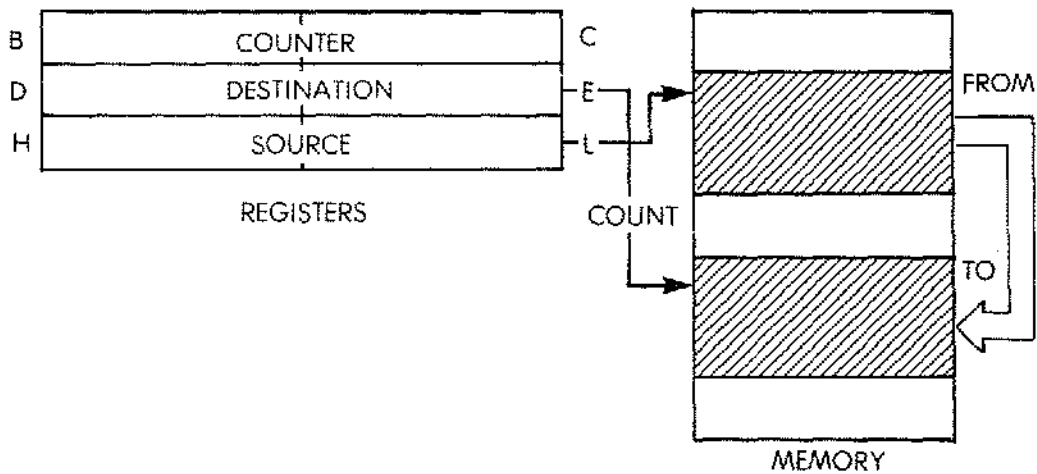 B COUNTER C
D DESTINATION E
H SOURCE L
REGISTERS
COUNT
FROM
TO
MEMORY